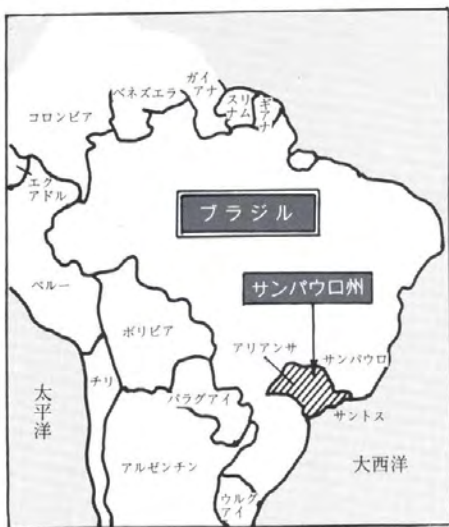 ベネズエラ
ガイ
アナ
スリ
ナム
ギアナ
コロンビア
エク
アドル
ブラジル
ペルー
サンパウロ州
ボリビア
アリアンサ
サンパウロ
チリ
パラグアイ
サントス
太平洋
アルゼンチン
大西洋
ウルグ
アイ